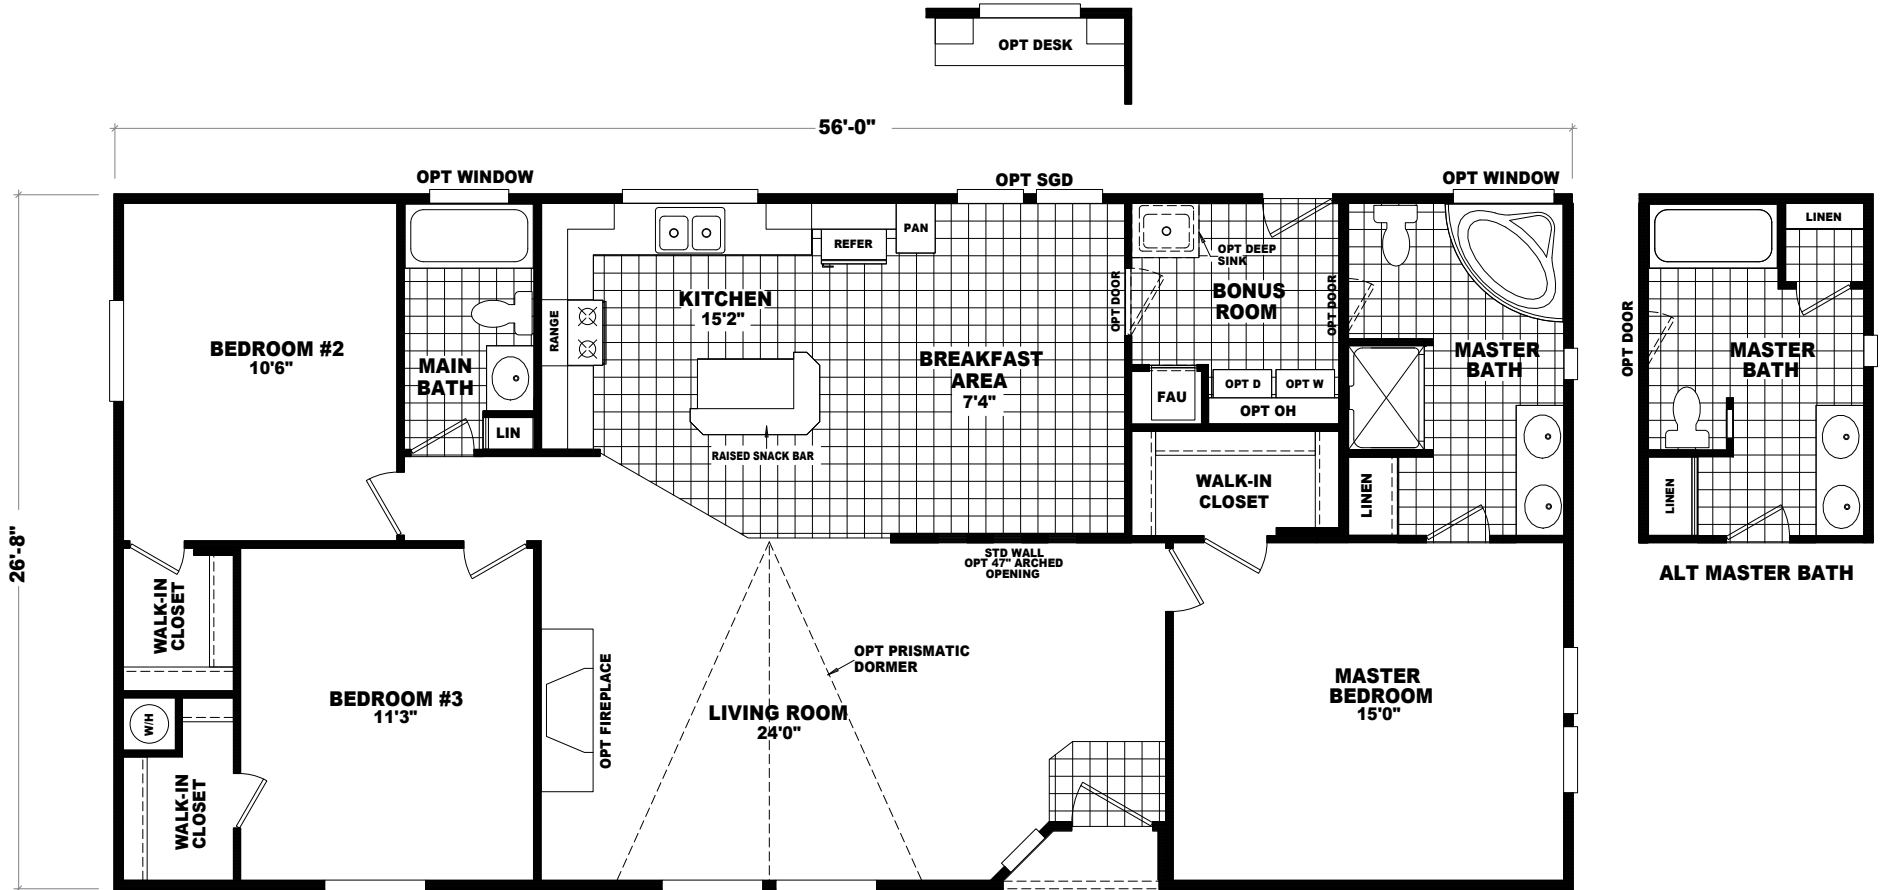 OPT DESK
56'-0"
26'-8"
OPT WINDOW
OPT SGD
OPT WINDOW
BEDROOM #2
10'6"
MAIN
BATH
LIN
RANGE
KITCHEN
15'2"
REFER
PAN
RAISED SNACK BAR
BREAKFAST
AREA
7'4"
OPT DOOR
OPT DEEP
SINK
BONUS
ROOM
OPT DOOR
FAU
OPT D
OPT W
OPT OH
MASTER
BATH
WALK-IN
CLOSET
LINEN
STD WALL
OPT 47" ARCHED
OPENING
WALK-IN
CLOSET
W/H
WALK-IN
CLOSET
BEDROOM #3
11'3"
OPT FIREPLACE
LIVING ROOM
24'0"
OPT PRISMATIC
DORMER
MASTER
BEDROOM
15'0"
OPT DOOR
LINEN
MASTER
BATH
LINEN
ALT MASTER BATH